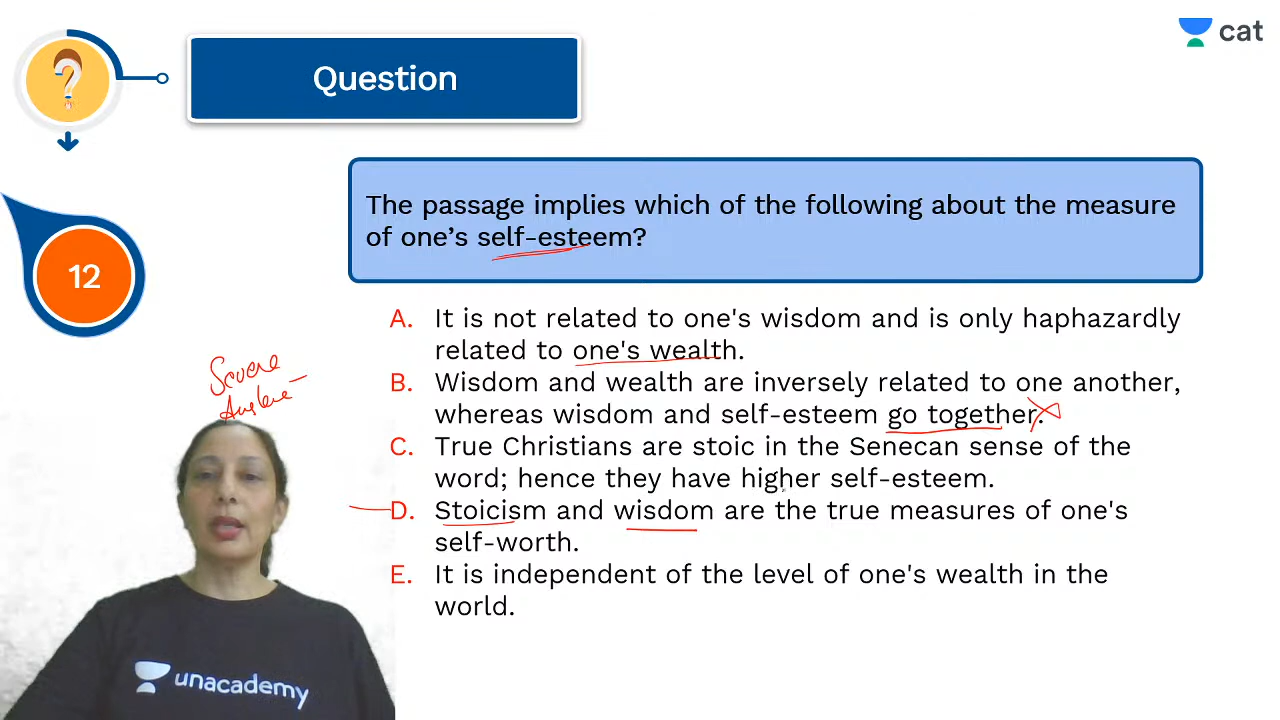 cat
Question
The passage implies which of the following about the measure
of one's self-esteem?
12
A. It is not related to one's wisdom and is only haphazardly
related to one's wealth.
B. Wisdom and wealth are inversely related to one another,
whereas wisdom and self-esteem go together.
C. True Christians are stoic in the Senecan sense of the
word; hence they have higher self-esteem.
D. Stoicism and wisdom are the true measures of one's
self-worth.
E. It is independent of the level of one's wealth in the
world.
Severe
unacademy